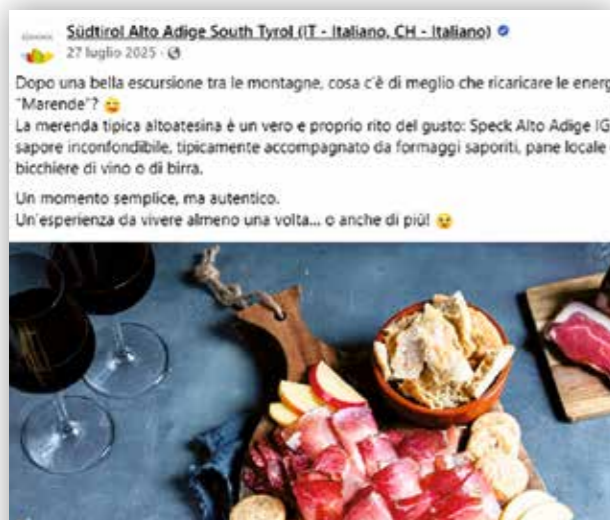 Südtirol Alto Adige South Tyrol (IT - Italiano, CH - Italiano)
27 luglio 2025 ·
Dopo una bella escursione tra le montagne, cosa c'è di meglio che ricaricare le energ
"Marende"? 😋
La merenda tipica altoatesina è un vero e proprio rito del gusto: Speck Alto Adige IG
sapore inconfondibile, tipicamente accompagnato da formaggi saporiti, pane locale
bicchiere di vino o di birra.
Un momento semplice, ma autentico.
Un'esperienza da vivere almeno una volta... o anche di più! 😉